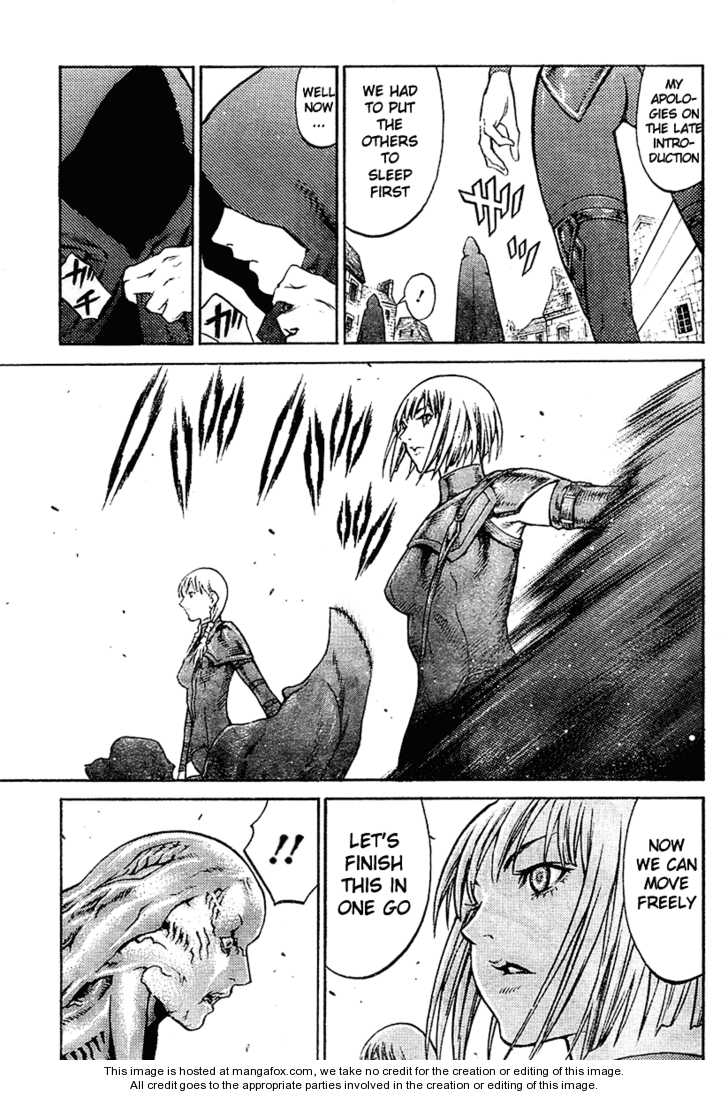 MY
APOLO-
GIES ON
THE LATE
INTRO-
DUCTION
WE HAD
TO PUT
THE
OTHERS
TO
SLEEP
FIRST
!
WELL
NOW
...
ガ
ガ
チ
NOW
WE CAN
MOVE
FREELY
LET'S
FINISH
THIS IN
ONE GO
!!
This image is hosted at mangafox.com, we take no credit for the creation or editing of this image.
All credit goes to the appropriate parties involved in the creation or editing of this image.